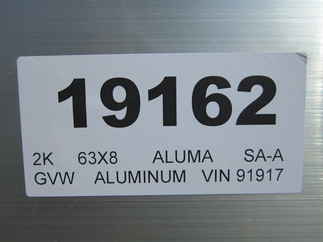 19162
2K 63X8 ALUMA SA-A
GVW ALUMINUM VIN 91917